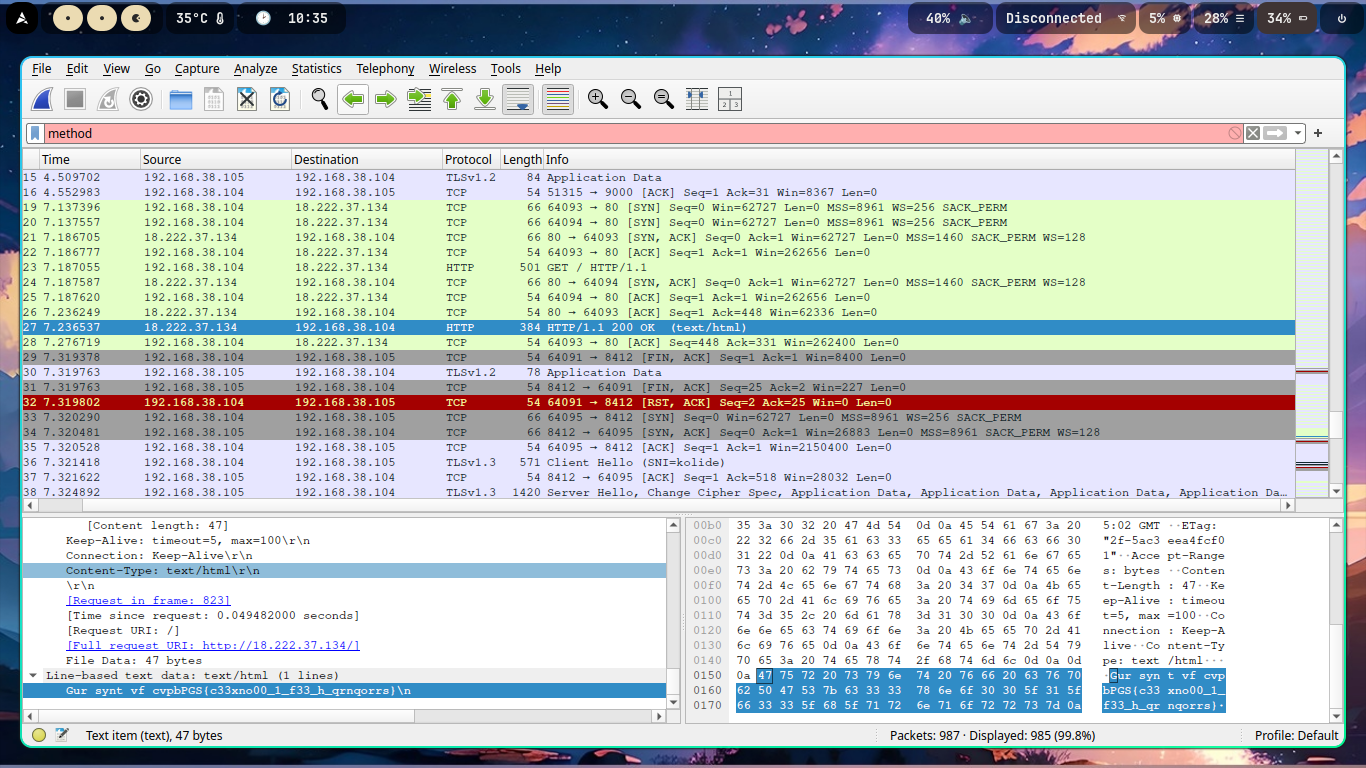 35°C 10:35 40% Disconnected 5% 28% 34%
File Edit View Go Capture Analyze Statistics Telephony Wireless Tools Help
method
Time Source Destination Protocol Length Info
15 4.509702 192.168.38.105 192.168.38.104 TLSv1.2 84 Application Data
16 4.552983 192.168.38.104 192.168.38.105 TCP 54 51315 → 9000 [ACK] Seq=1 Ack=31 Win=8367 Len=0
19 7.137396 192.168.38.104 18.222.37.134 TCP 66 64093 → 80 [SYN] Seq=0 Win=62727 Len=0 MSS=8961 WS=256 SACK_PERM
20 7.137557 192.168.38.104 18.222.37.134 TCP 66 64094 → 80 [SYN] Seq=0 Win=62727 Len=0 MSS=8961 WS=256 SACK_PERM
21 7.186705 18.222.37.134 192.168.38.104 TCP 66 80 → 64093 [SYN, ACK] Seq=0 Ack=1 Win=62727 Len=0 MSS=1460 SACK_PERM WS=128
22 7.186777 192.168.38.104 18.222.37.134 TCP 54 64093 → 80 [ACK] Seq=1 Ack=1 Win=262656 Len=0
23 7.187055 192.168.38.104 18.222.37.134 HTTP 501 GET / HTTP/1.1
24 7.187587 18.222.37.134 192.168.38.104 TCP 66 80 → 64094 [SYN, ACK] Seq=0 Ack=1 Win=62727 Len=0 MSS=1460 SACK_PERM WS=128
25 7.187620 192.168.38.104 18.222.37.134 TCP 54 64094 → 80 [ACK] Seq=1 Ack=1 Win=262656 Len=0
26 7.236249 18.222.37.134 192.168.38.104 TCP 54 80 → 64093 [ACK] Seq=1 Ack=448 Win=62336 Len=0
27 7.236537 18.222.37.134 192.168.38.104 HTTP 384 HTTP/1.1 200 OK (text/html)
28 7.276719 192.168.38.104 18.222.37.134 TCP 54 64093 → 80 [ACK] Seq=448 Ack=331 Win=262400 Len=0
29 7.319378 192.168.38.104 192.168.38.105 TCP 54 64091 → 8412 [FIN, ACK] Seq=1 Ack=1 Win=8400 Len=0
30 7.319763 192.168.38.105 192.168.38.104 TLSv1.2 78 Application Data
31 7.319763 192.168.38.105 192.168.38.104 TCP 54 8412 → 64091 [FIN, ACK] Seq=25 Ack=2 Win=227 Len=0
32 7.319802 192.168.38.104 192.168.38.105 TCP 54 64091 → 8412 [RST, ACK] Seq=2 Ack=25 Win=0 Len=0
33 7.320290 192.168.38.104 192.168.38.105 TCP 66 64095 → 8412 [SYN] Seq=0 Win=62727 Len=0 MSS=8961 WS=256 SACK_PERM
34 7.320481 192.168.38.105 192.168.38.104 TCP 66 8412 → 64095 [SYN, ACK] Seq=0 Ack=1 Win=26883 Len=0 MSS=8961 SACK_PERM WS=128
35 7.320528 192.168.38.104 192.168.38.105 TCP 54 64095 → 8412 [ACK] Seq=1 Ack=1 Win=2150400 Len=0
36 7.321418 192.168.38.104 192.168.38.105 TLSv1.3 571 Client Hello (SNI=kolide)
37 7.321622 192.168.38.105 192.168.38.104 TCP 54 8412 → 64095 [ACK] Seq=1 Ack=518 Win=28032 Len=0
38 7.324892 192.168.38.105 192.168.38.104 TLSv1.3 1420 Server Hello, Change Cipher Spec, Application Data, Application Data, Application Data, Application Da…
[Content length: 47]
Keep-Alive: timeout=5, max=100\r\n
Connection: Keep-Alive\r\n
Content-Type: text/html\r\n
\r\n
[Request in frame: 823]
[Time since request: 0.049482000 seconds]
[Request URI: /]
[Full request URI: http://18.222.37.134/]
File Data: 47 bytes
Line-based text data: text/html (1 lines)
Gur synt vf cvpbPGS{c33xno00_1_f33_h_qrnqorrs}\n
00b0 35 3a 30 32 20 47 4d 54 0d 0a 45 54 61 67 3a 20 5:02 GMT ··ETag:
00c0 22 32 66 2d 35 61 63 33 65 65 61 34 66 63 66 30 "2f-5ac3 eea4fcf0
00d0 31 22 0d 0a 41 63 63 65 70 74 2d 52 61 6e 67 65 1"··Acce pt-Range
00e0 73 3a 20 62 79 74 65 73 0d 0a 43 6f 6e 74 65 6e s: bytes ··Conten
00f0 74 2d 4c 65 6e 67 74 68 3a 20 34 37 0d 0a 4b 65 t-Length : 47··Ke
0100 65 70 2d 41 6c 69 76 65 3a 20 74 69 6d 65 6f 75 ep-Alive : timeou
0110 74 3d 35 2c 20 6d 61 78 3d 31 30 30 0d 0a 43 6f t=5, max =100··Co
0120 6e 6e 65 63 74 69 6f 6e 3a 20 4b 65 65 70 2d 41 nnection : Keep-A
0130 6c 69 76 65 0d 0a 43 6f 6e 74 65 6e 74 2d 54 79 live··Co ntent-Ty
0140 70 65 3a 20 74 65 78 74 2f 68 74 6d 6c 0d 0a 0d pe: text /html···
0150 0a 47 75 72 20 73 79 6e 74 20 76 66 20 63 76 70 ·Gur syn t vf cvp
0160 62 50 47 53 7b 63 33 33 78 6e 6f 30 30 5f 31 5f bPGS{c33 xno00_1_
0170 66 33 33 5f 68 5f 71 72 6e 71 6f 72 72 73 7d 0a f33_h_qr nqorrs}·
Text item (text), 47 bytes Packets: 987 · Displayed: 985 (99.8%) Profile: Default